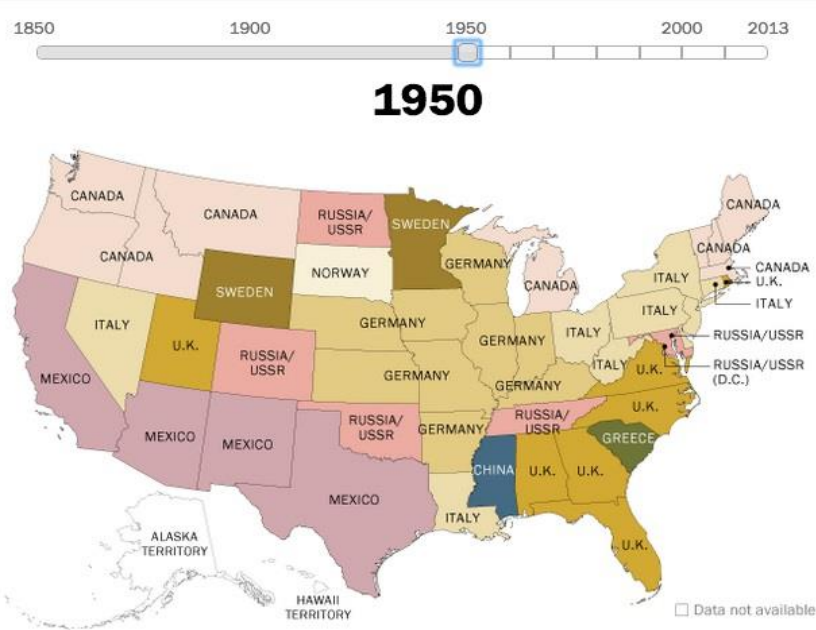 1850 1900 1950 2000 2013
1950
CANADA
CANADA
CANADA
RUSSIA/
USSR
SWEDEN
CANADA
CANADA
CANADA
U.K.
ITALY
RUSSIA/USSR
RUSSIA/USSR
(D.C.)
SWEDEN
NORWAY
GERMANY
CANADA
ITALY
ITALY
ITALY
U.K.
RUSSIA/
USSR
GERMANY
GERMANY
GERMANY
ITALY
ITALY
U.K.
MEXICO
MEXICO
MEXICO
RUSSIA/
USSR
GERMANY
GERMANY
RUSSIA/
USSR
U.K.
GREECE
MEXICO
ITALY
CHINA
U.K.
U.K.
U.K.
ALASKA
TERRITORY
HAWAII
TERRITORY
Data not available